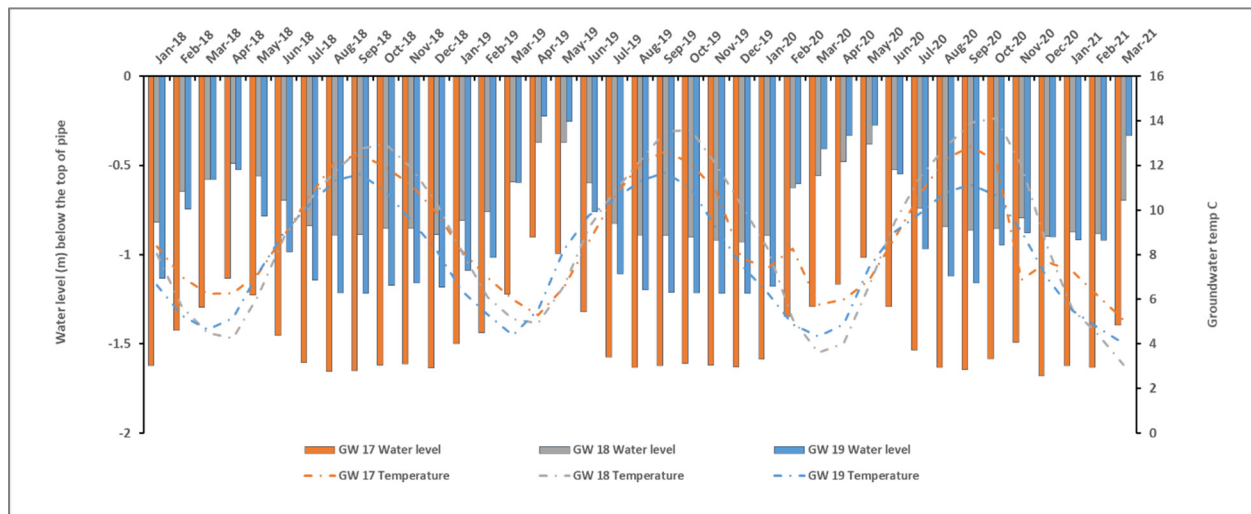 Jan-18
Feb-18
Mar-18
Apr-18
May-18
Jun-18
Jul-18
Aug-18
Sep-18
Oct-18
Nov-18
Dec-18
Jan-19
Feb-19
Mar-19
Apr-19
May-19
Jun-19
Jul-19
Aug-19
Sep-19
Oct-19
Nov-19
Dec-19
Jan-20
Feb-20
Mar-20
Apr-20
May-20
Jun-20
Jul-20
Aug-20
Sep-20
Oct-20
Nov-20
Dec-20
Jan-21
Feb-21
Mar-21
Water level (m) below the top of pipe
0
-0.5
-1
-1.5
-2
16
14
12
10
8
6
4
2
0
Groundwater temp C
GW 17 Water level
GW 18 Water level
GW 19 Water level
GW 17 Temperature
GW 18 Temperature
GW 19 Temperature